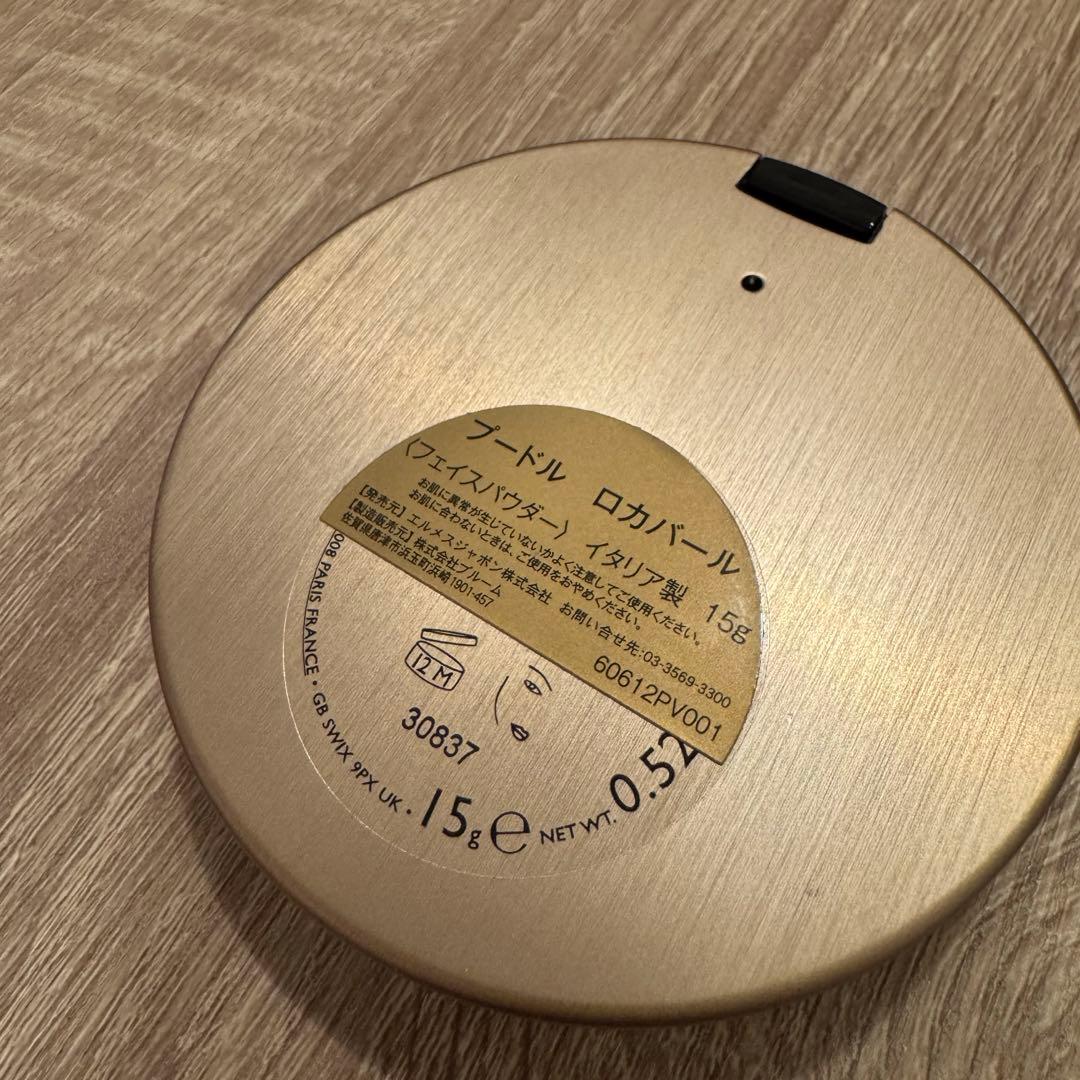 プードル ロカバール
〈フェイスパウダー〉 イタリア製 15g
お肌に異常が生じていないかよく注意してご使用ください。
お肌に合わないときは、ご使用をおやめください。
【発売元】エルメスジャポン株式会社 お問い合せ先:03-3569-3300
【製造販売元】株式会社ブルーム
佐賀県唐津市浜玉町浜崎1901-457
60612PV001
12 M
30837
008 PARIS FRANCE • GB SW1X 9PX UK • 15g e NET WT. 0.52